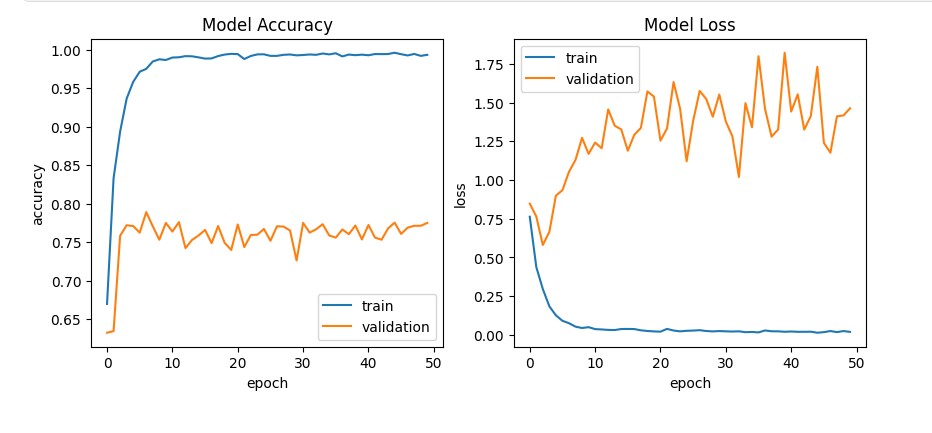 Model Accuracy
1.00
0.95
0.90
0.85
0.80
0.75
0.70
0.65
accuracy
train
validation
0 10 20 30 40 50
epoch
Model Loss
train
validation
1.75
1.50
1.25
1.00
0.75
0.50
0.25
0.00
loss
0 10 20 30 40 50
epoch